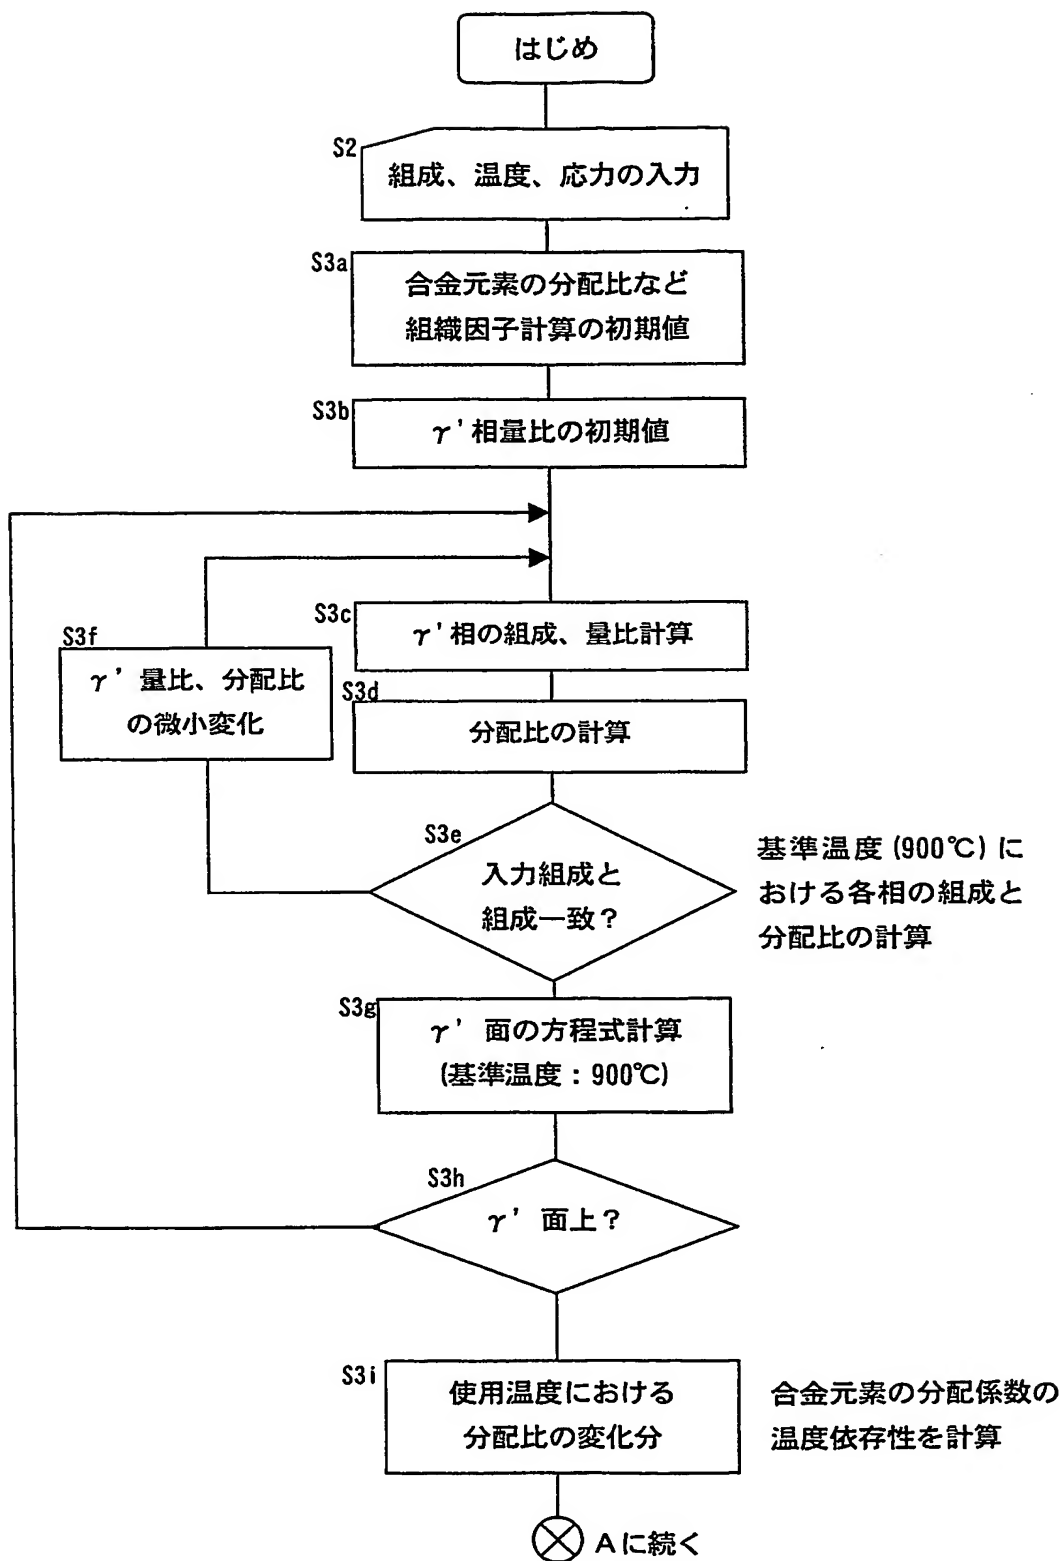 はじめ
S2
組成、温度、応力の入力
S3a
合金元素の分配比など
組織因子計算の初期値
S3b
γ'相量比の初期値
S3c
γ'相の組成、量比計算
S3f
γ' 量比、分配比
の微小変化
S3d
分配比の計算
S3e
入力組成と
組成一致？
基準温度(900℃)に
おける各相の組成と
分配比の計算
S3g
γ' 面の方程式計算
(基準温度：900℃)
S3h
γ' 面上？
S3i
使用温度における
分配比の変化分
合金元素の分配係数の
温度依存性を計算
Aに続く